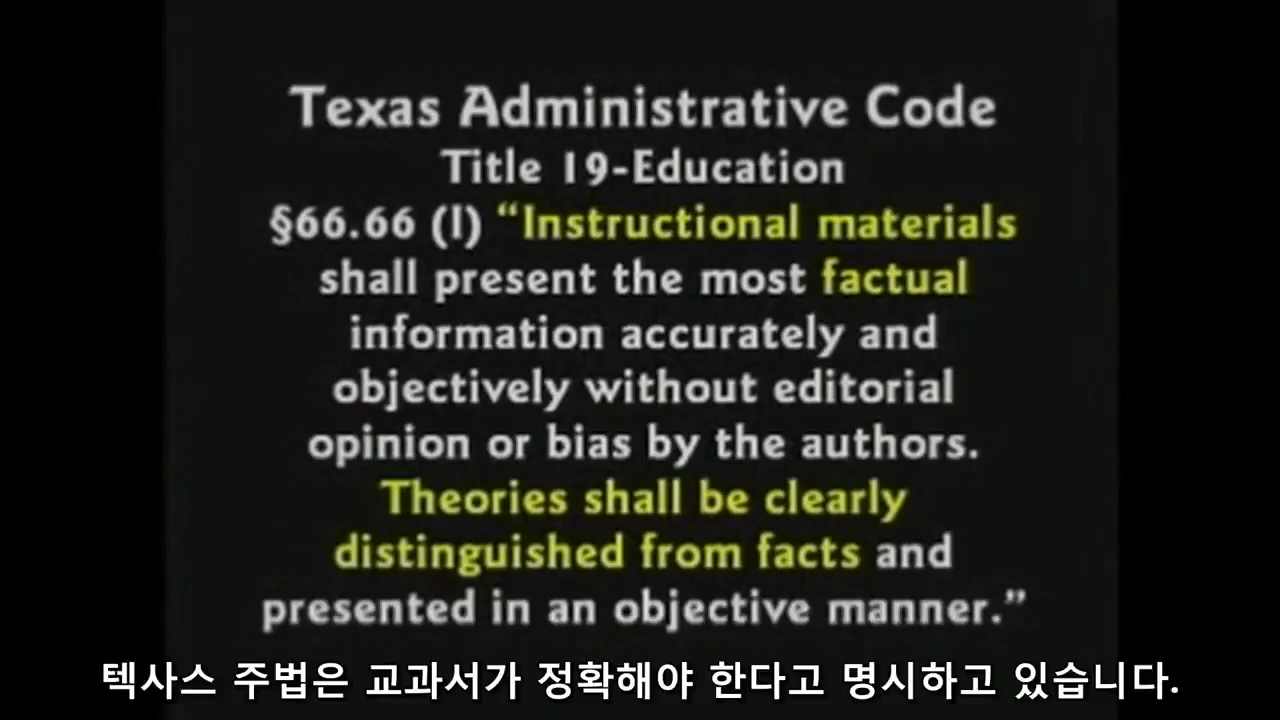 Texas Administrative Code
Title 19-Education
§66.66 (l) “Instructional materials
shall present the most factual
information accurately and
objectively without editorial
opinion or bias by the authors.
Theories shall be clearly
distinguished from facts and
presented in an objective manner.”
텍사스 주법은 교과서가 정확해야 한다고 명시하고 있습니다.